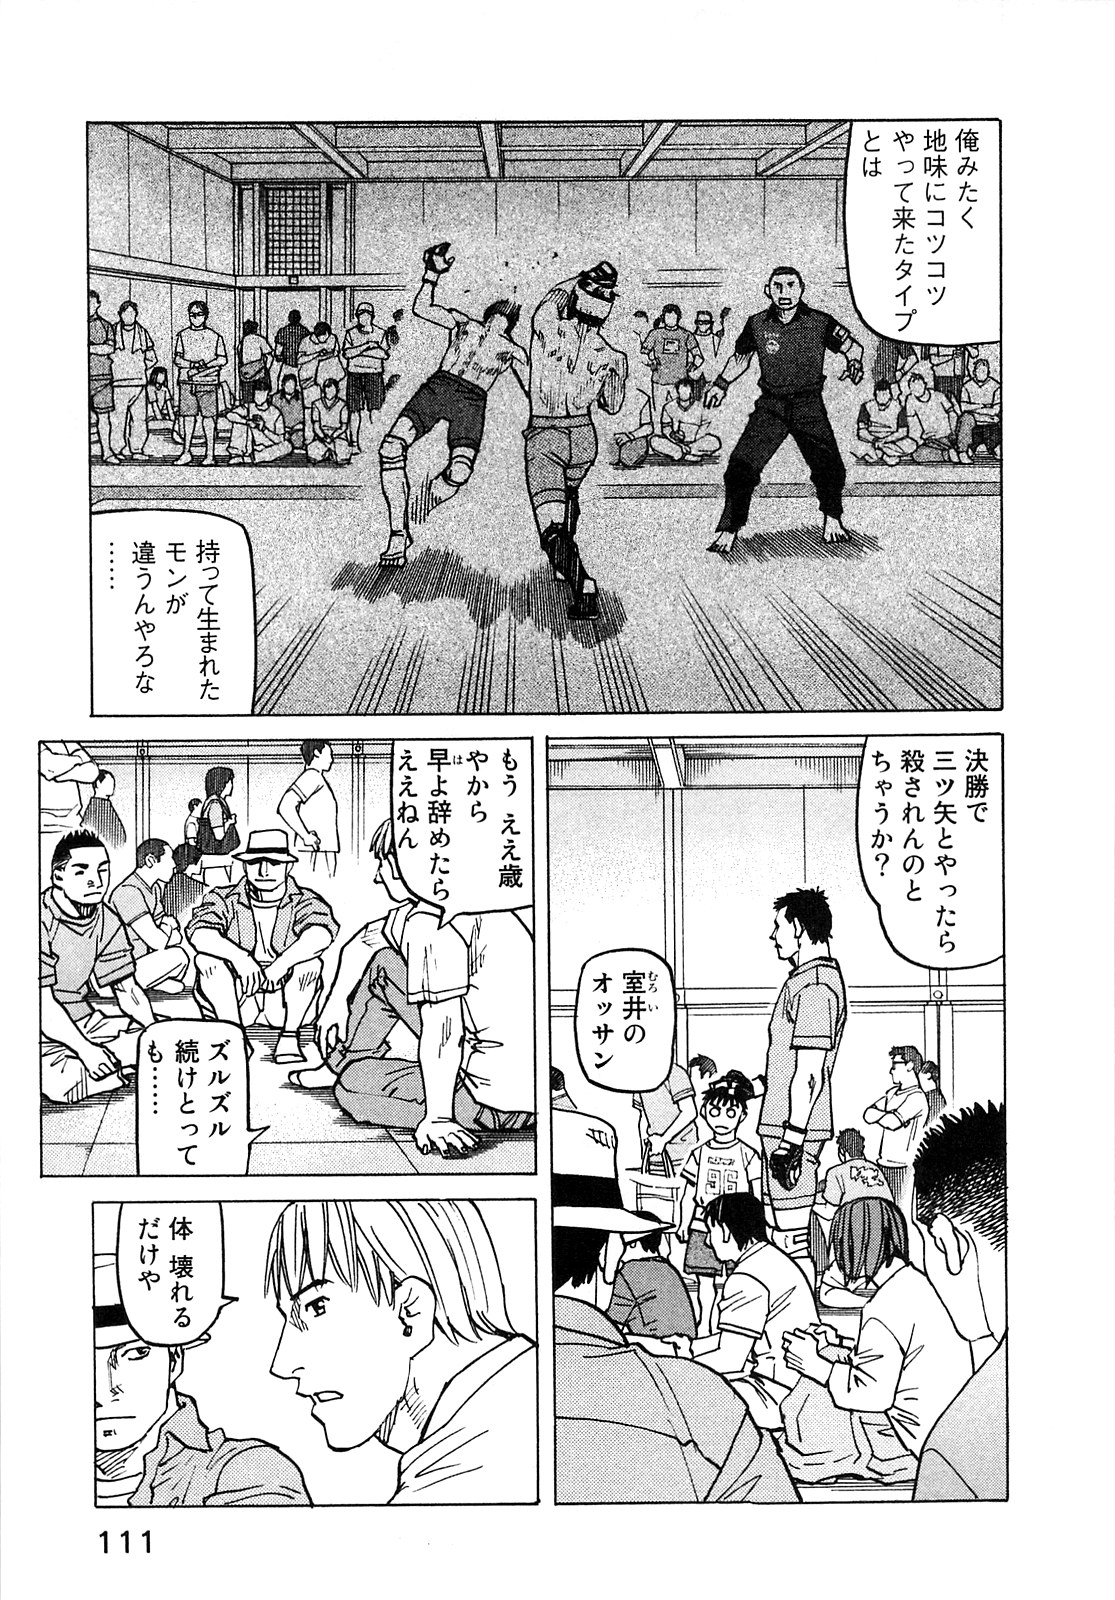 俺みたく
地味にコツコツ
やって来たタイプ
とは
持って生まれた
モンが
違うんやろな
……
決勝で
三ツ矢とやったら
殺されんのと
ちゃうか？
室井の
むろい
オッサン
もう ええ歳
やから
早よ辞めたら
は
ええねん
ズルズル
続けとって
も……
体 壊れる
だけや
96
111